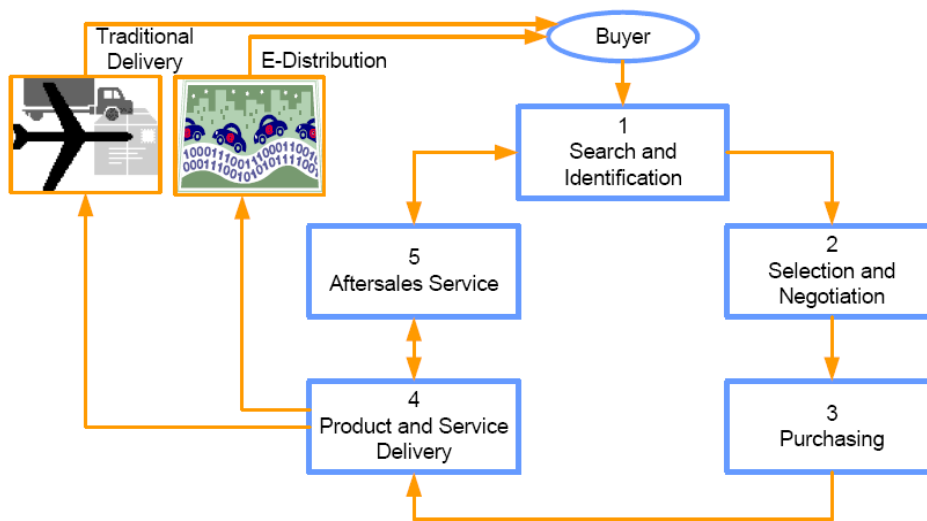 Traditional
Delivery
E-Distribution
Buyer
1
Search and
Identification
2
Selection and
Negotiation
3
Purchasing
4
Product and Service
Delivery
5
Aftersales Service